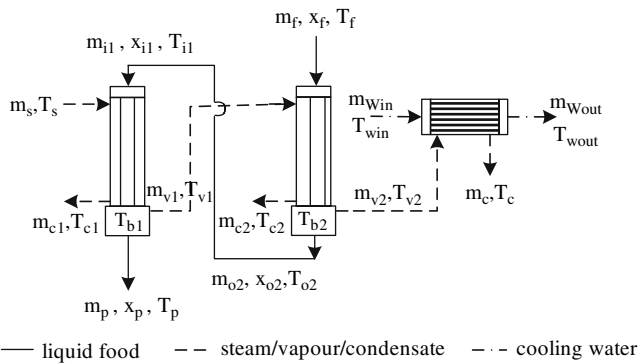 m_f, x_f, T_f
m_i1, x_i1, T_i1
m_s,T_s
m_Win
T_win
m_Wout
T_wout
m_v1,T_v1
m_v2,T_v2
m_c,T_c
m_c1,T_c1
T_b1
m_c2,T_c2
T_b2
m_o2, x_o2,T_o2
m_p, x_p, T_p
liquid food
steam/vapour/condensate
cooling water